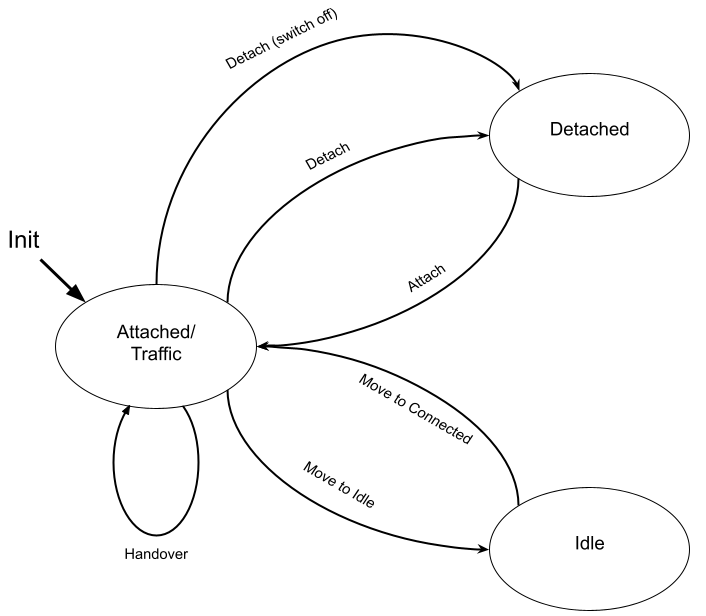 Detach (switch off)
Detached
Detach
Init
Attach
Attached/
Traffic
Move to Connected
Move to Idle
Idle
Handover